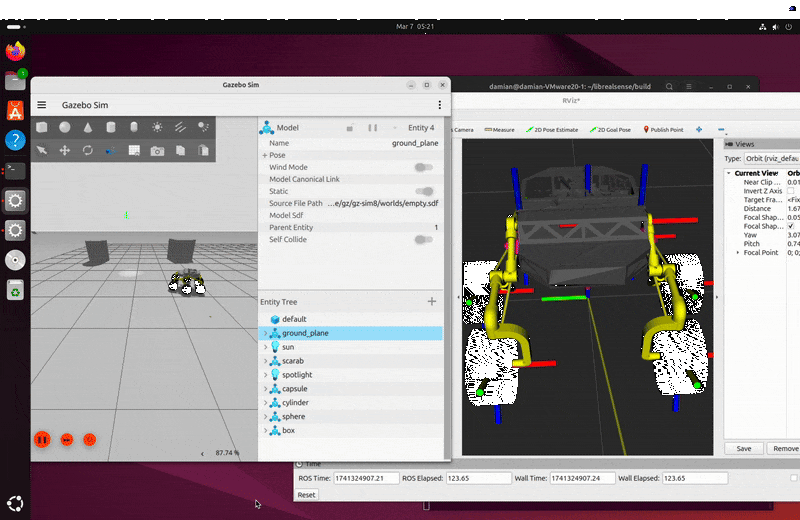 Mar 7 05:21
Gazebo Sim
Gazebo Sim
Model
Entity 4
Name ground_plane
Pose
Wind Mode
Model Canonical Link
Static
Source File Path ...e/gz/gz-sim8/worlds/empty.sdf
Model Sdf
Parent Entity 1
Self Collide
Entity Tree
default
ground_plane
sun
scarab
spotlight
capsule
cylinder
sphere
box
87.74 %
damian@damian-VMware20-1: ~/librealsense/build
RViz*
Camera
Measure
2D Pose Estimate
2D Goal Pose
Publish Point
Views
Type: Orbit (rviz_defau
Current View Orb
Near Clip ... 0.01
Invert Z Axis
Target Fra... <Fixe
Distance 1.67
Focal Shap... 0.05
Focal Shap...
Yaw 3.07
Pitch 0.74
Focal Point 0; 0;
Save
Remove
Time
ROS Time: 1741324907.21 ROS Elapsed: 123.65 Wall Time: 1741324907.24 Wall Elapsed: 123.65
Reset